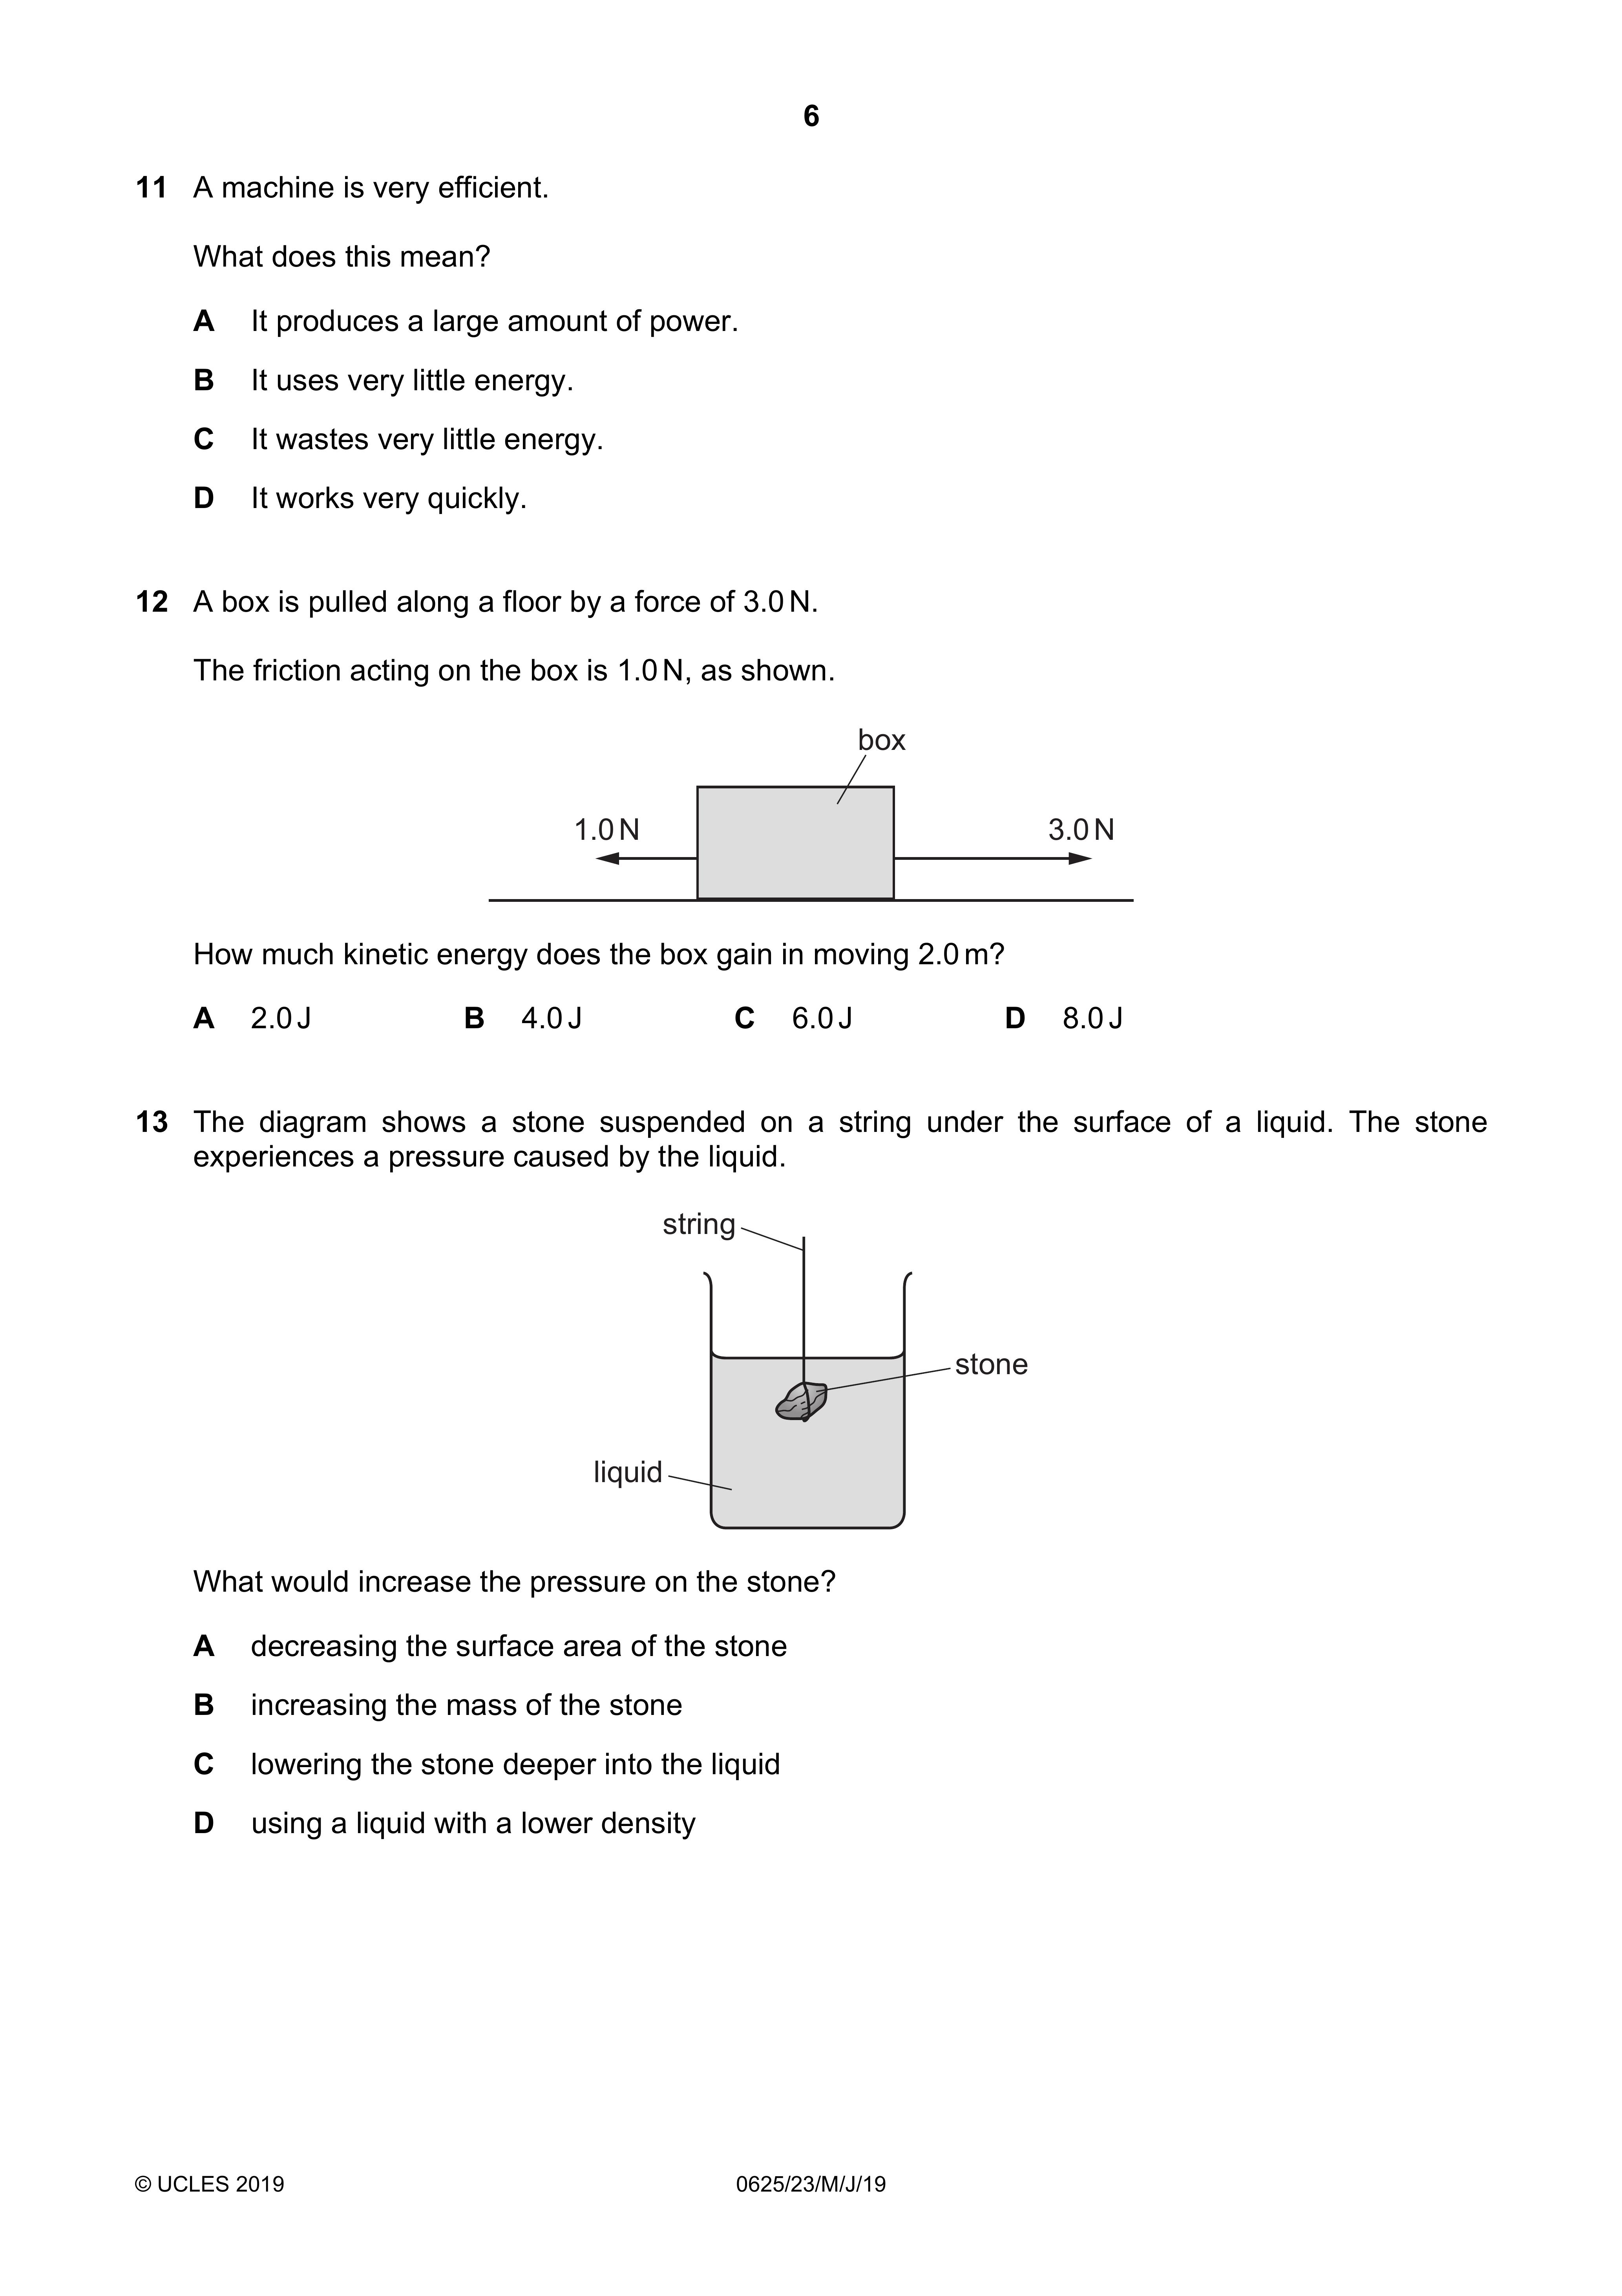 6
11 A machine is very efficient.
What does this mean?
A It produces a large amount of power.
B It uses very little energy.
C It wastes very little energy.
D It works very quickly.
12 A box is pulled along a floor by a force of 3.0 N.
The friction acting on the box is 1.0 N, as shown.
box
1.0 N 3.0 N
How much kinetic energy does the box gain in moving 2.0 m?
A 2.0 J B 4.0 J C 6.0 J D 8.0 J
13 The diagram shows a stone suspended on a string under the surface of a liquid. The stone
experiences a pressure caused by the liquid.
string
stone
liquid
What would increase the pressure on the stone?
A decreasing the surface area of the stone
B increasing the mass of the stone
C lowering the stone deeper into the liquid
D using a liquid with a lower density
© UCLES 2019 0625/23/M/J/19